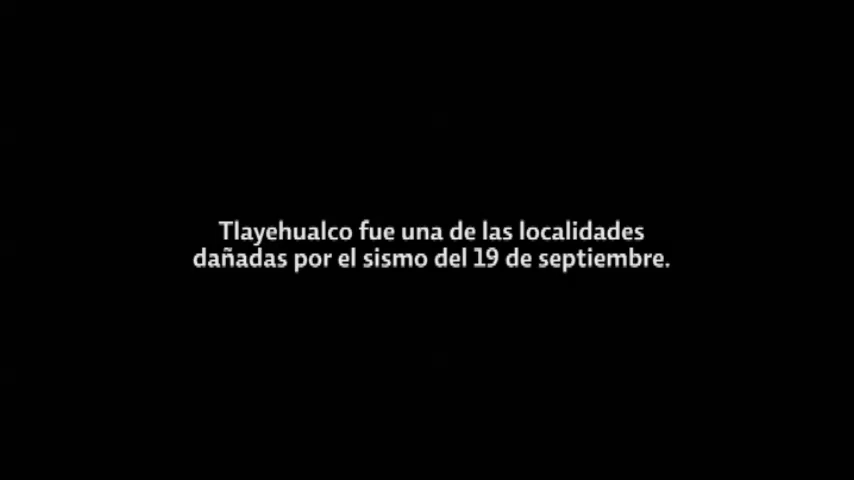 Tlayehualco fue una de las localidades
dañadas por el sismo del 19 de septiembre.